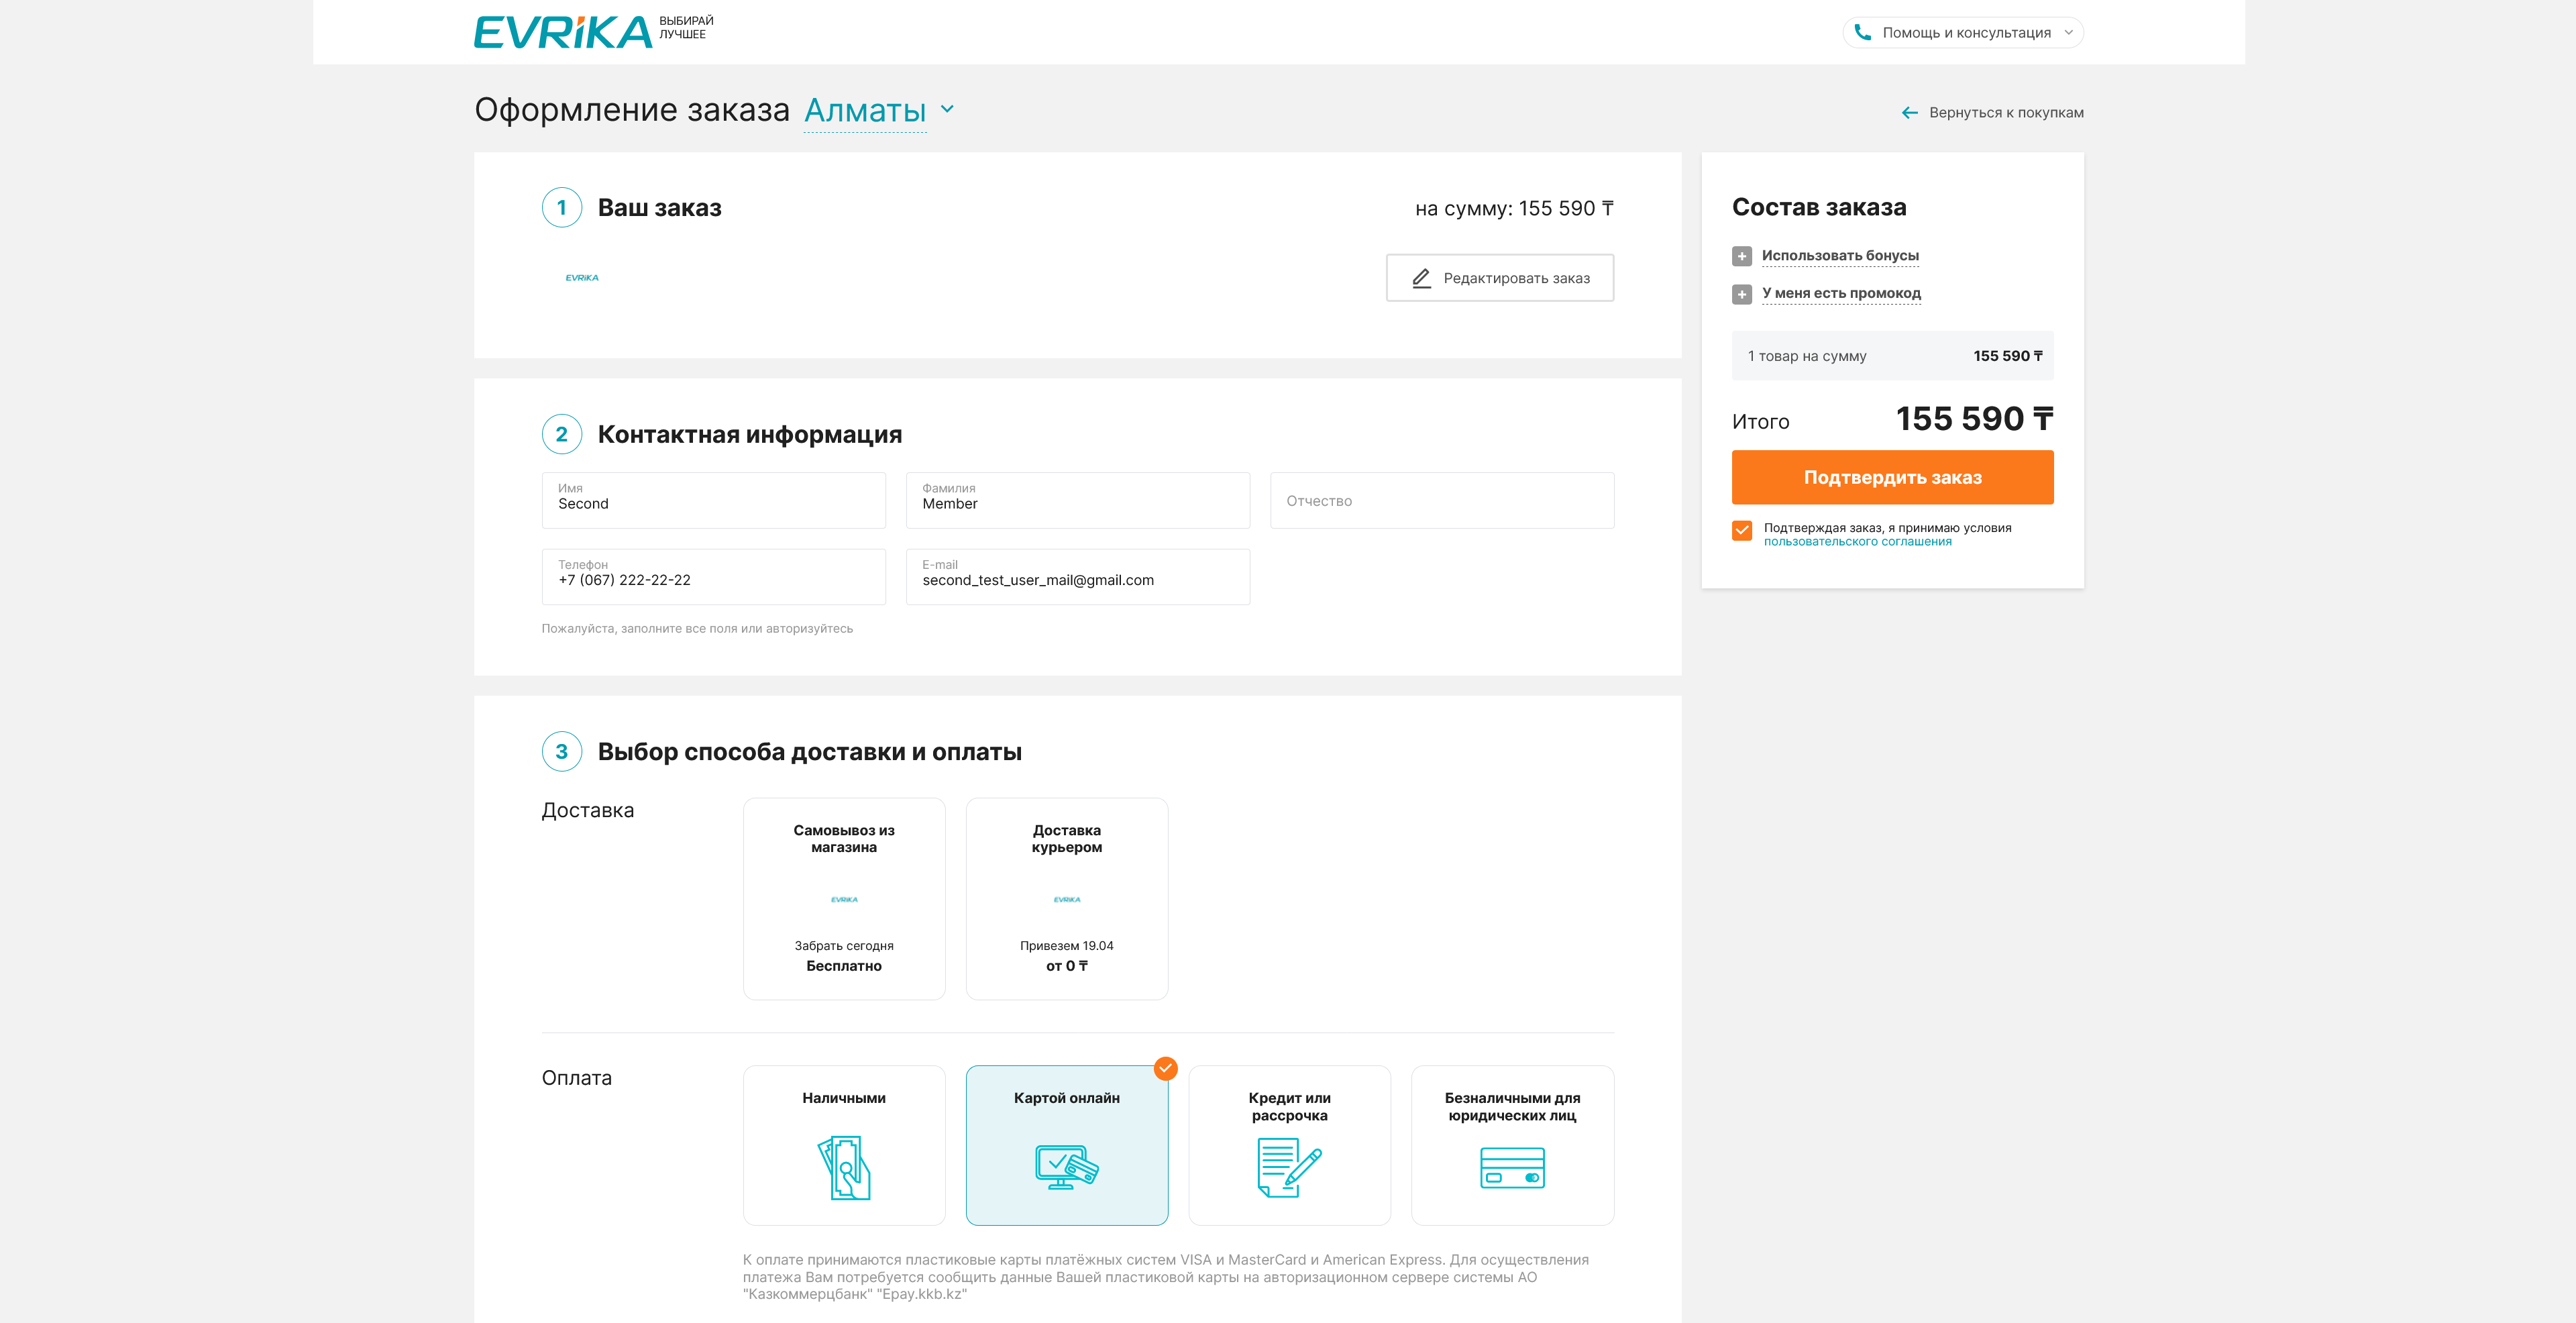 EVRIKA
ВЫБИРАЙ
ЛУЧШЕЕ
Помощь и консультация
Оформление заказа Алматы
Вернуться к покупкам
1 Ваш заказ
на сумму: 155 590 ₸
EVRIKA
Редактировать заказ
2 Контактная информация
Имя
Second
Фамилия
Member
Отчество
Телефон
+7 (067) 222-22-22
E-mail
second_test_user_mail@gmail.com
Пожалуйста, заполните все поля или авторизуйтесь
3 Выбор способа доставки и оплаты
Доставка
Самовывоз из
магазина
EVRIKA
Забрать сегодня
Бесплатно
Доставка
курьером
EVRIKA
Привезем 19.04
от 0 ₸
Оплата
Наличными
Картой онлайн
Кредит или
рассрочка
Безналичными для
юридических лиц
К оплате принимаются пластиковые карты платёжных систем VISA и MasterCard и American Express. Для осуществления
платежа Вам потребуется сообщить данные Вашей пластиковой карты на авторизационном сервере системы АО
"Казкоммерцбанк" "Epay.kkb.kz"
Состав заказа
Использовать бонусы
У меня есть промокод
1 товар на сумму 155 590 ₸
Итого 155 590 ₸
Подтвердить заказ
Подтверждая заказ, я принимаю условия
пользовательского соглашения